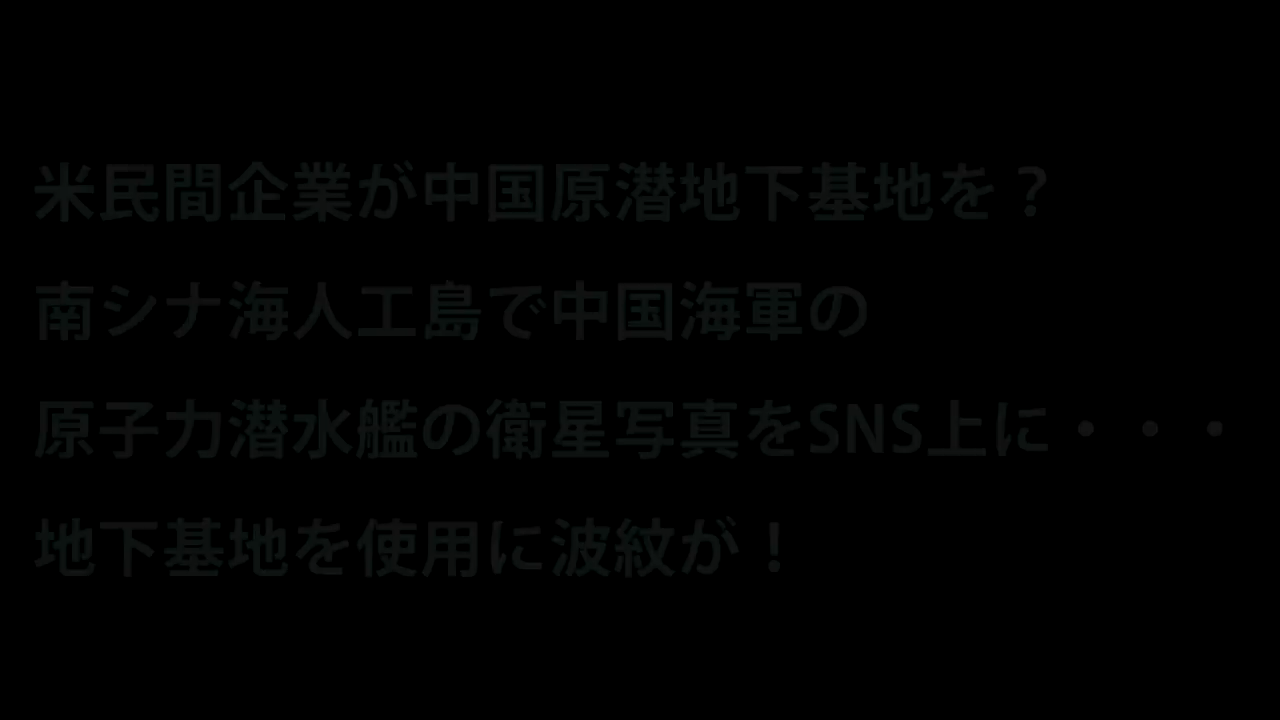 米民間企業が中国原潜地下基地を？
南シナ海人工島で中国海軍の
原子力潜水艦の衛星写真をSNS上に・・・
地下基地を使用に波紋が！